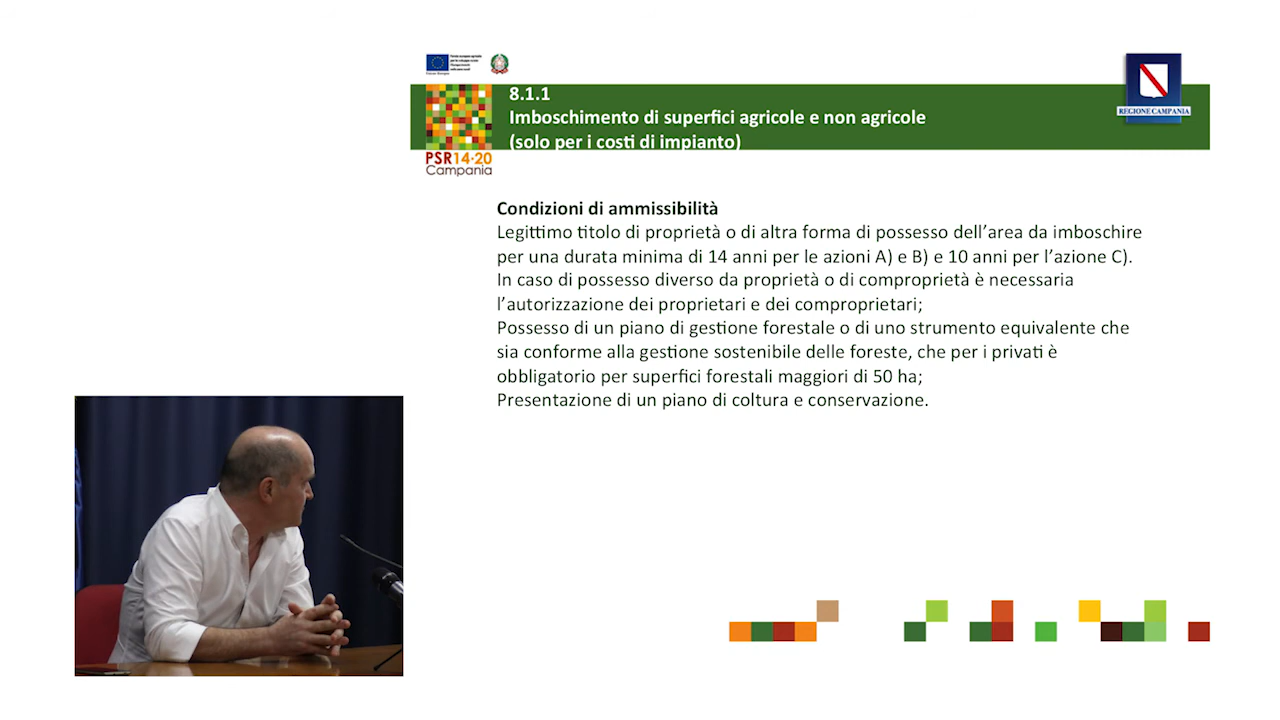 8.1.1
Imboschimento di superfici agricole e non agricole
(solo per i costi di impianto)
REGIONE CAMPANIA
PSR14·20
Campania
Condizioni di ammissibilità
Legittimo titolo di proprietà o di altra forma di possesso dell’area da imboschire
per una durata minima di 14 anni per le azioni A) e B) e 10 anni per l’azione C).
In caso di possesso diverso da proprietà o di comproprietà è necessaria
l’autorizzazione dei proprietari e dei comproprietari;
Possesso di un piano di gestione forestale o di uno strumento equivalente che
sia conforme alla gestione sostenibile delle foreste, che per i privati è
obbligatorio per superfici forestali maggiori di 50 ha;
Presentazione di un piano di coltura e conservazione.